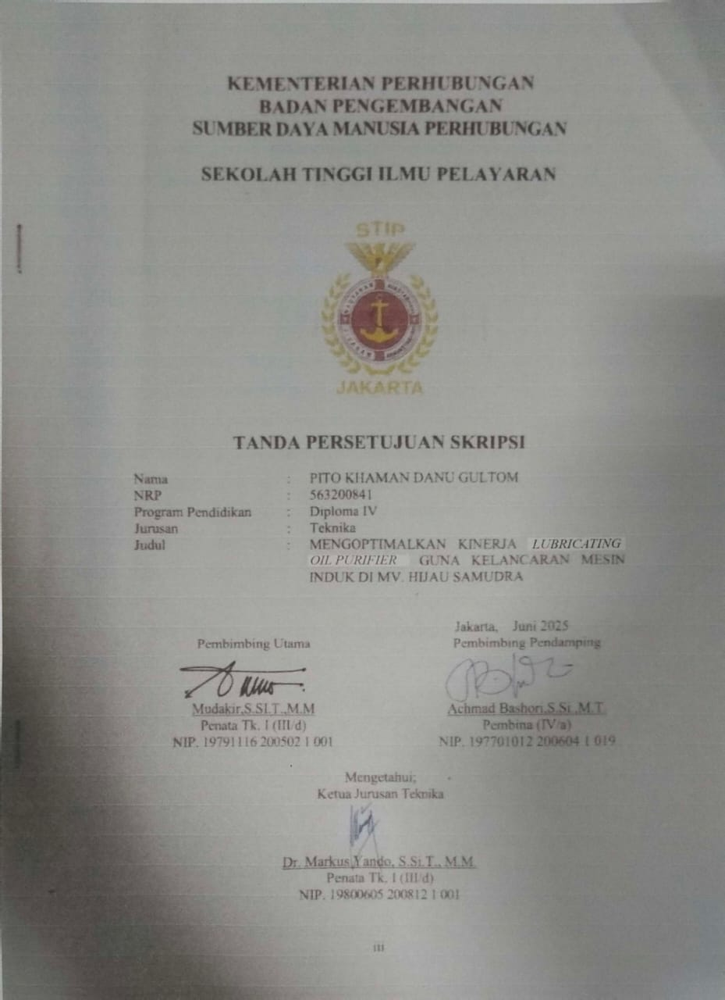 KEMENTERIAN PERHUBUNGAN
BADAN PENGEMBANGAN
SUMBER DAYA MANUSIA PERHUBUNGAN
SEKOLAH TINGGI ILMU PELAYARAN
STIP
JAKARTA
TANDA PERSETUJUAN SKRIPSI
Nama : PITO KHAMAN DANU GULTOM
NRP : 563200841
Program Pendidikan : Diploma IV
Jurusan : Teknika
Judul : MENGOPTIMALKAN KINERJA LUBRICATING
OIL PURIFIER GUNA KELANCARAN MESIN
INDUK DI MV. HIJAU SAMUDRA
Jakarta, Juni 2025
Pembimbing Utama Pembimbing Pendamping
Mudakir,S.SI.T.,M.M Achmad Bashori,S.Si.,M.T.
Penata Tk. I (III/d) Pembina (IV/a)
NIP. 19791116 200502 1 001 NIP. 197701012 200604 1 019
Mengetahui;
Ketua Jurusan Teknika
Dr. Markus Yando, S.Si.T., M.M.
Penata Tk. I (III/d)
NIP. 19800605 200812 1 001
iii